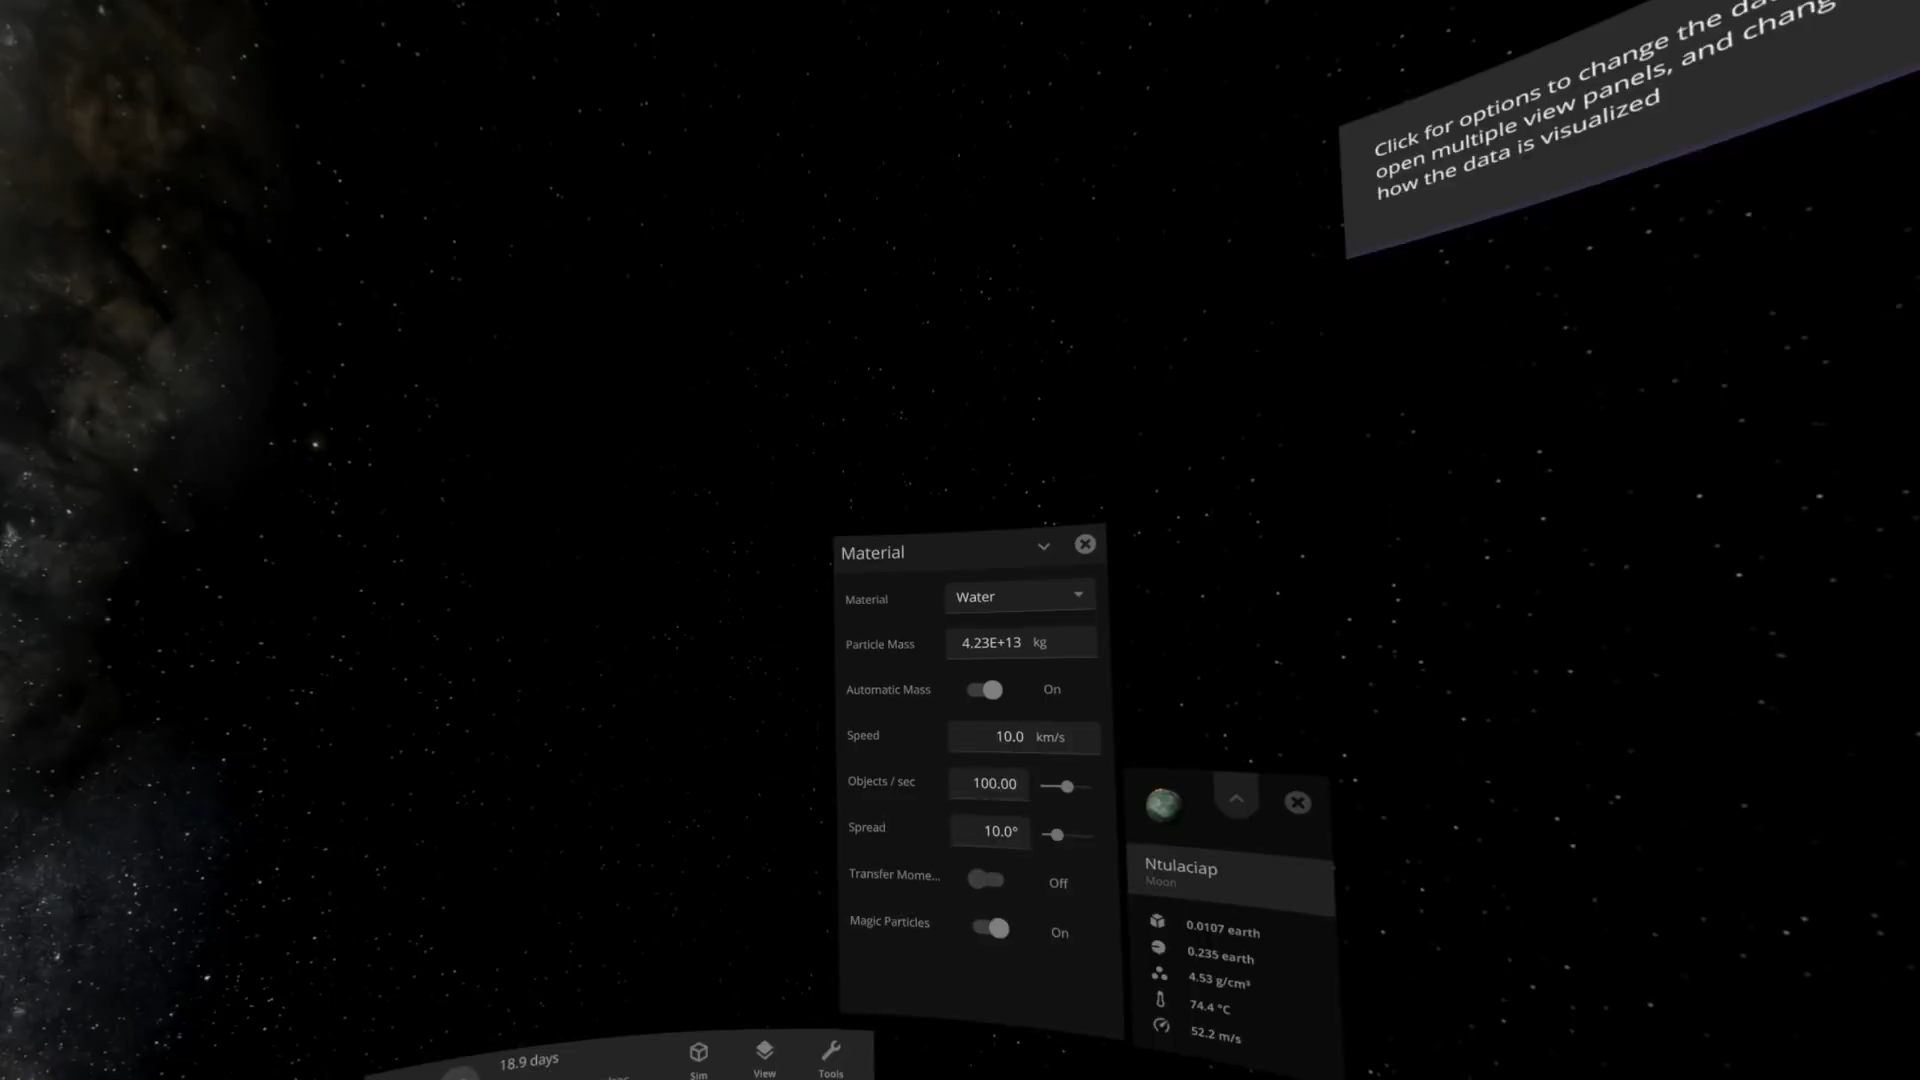 Click for options to change the
open multiple view panels, and
how the data is visualized
Material
Material Water
Particle Mass 4.23E+13 kg
Automatic Mass On
Speed 10.0 km/s
Objects / sec 100.00
Spread 10.0°
Transfer Mome... Off
Magic Particles On
Ntulaciap
Moon
0.0107 earth
0.235 earth
4.53 g/cm³
74.4 °C
52.2 m/s
18.9 days
Sim
View
Tools